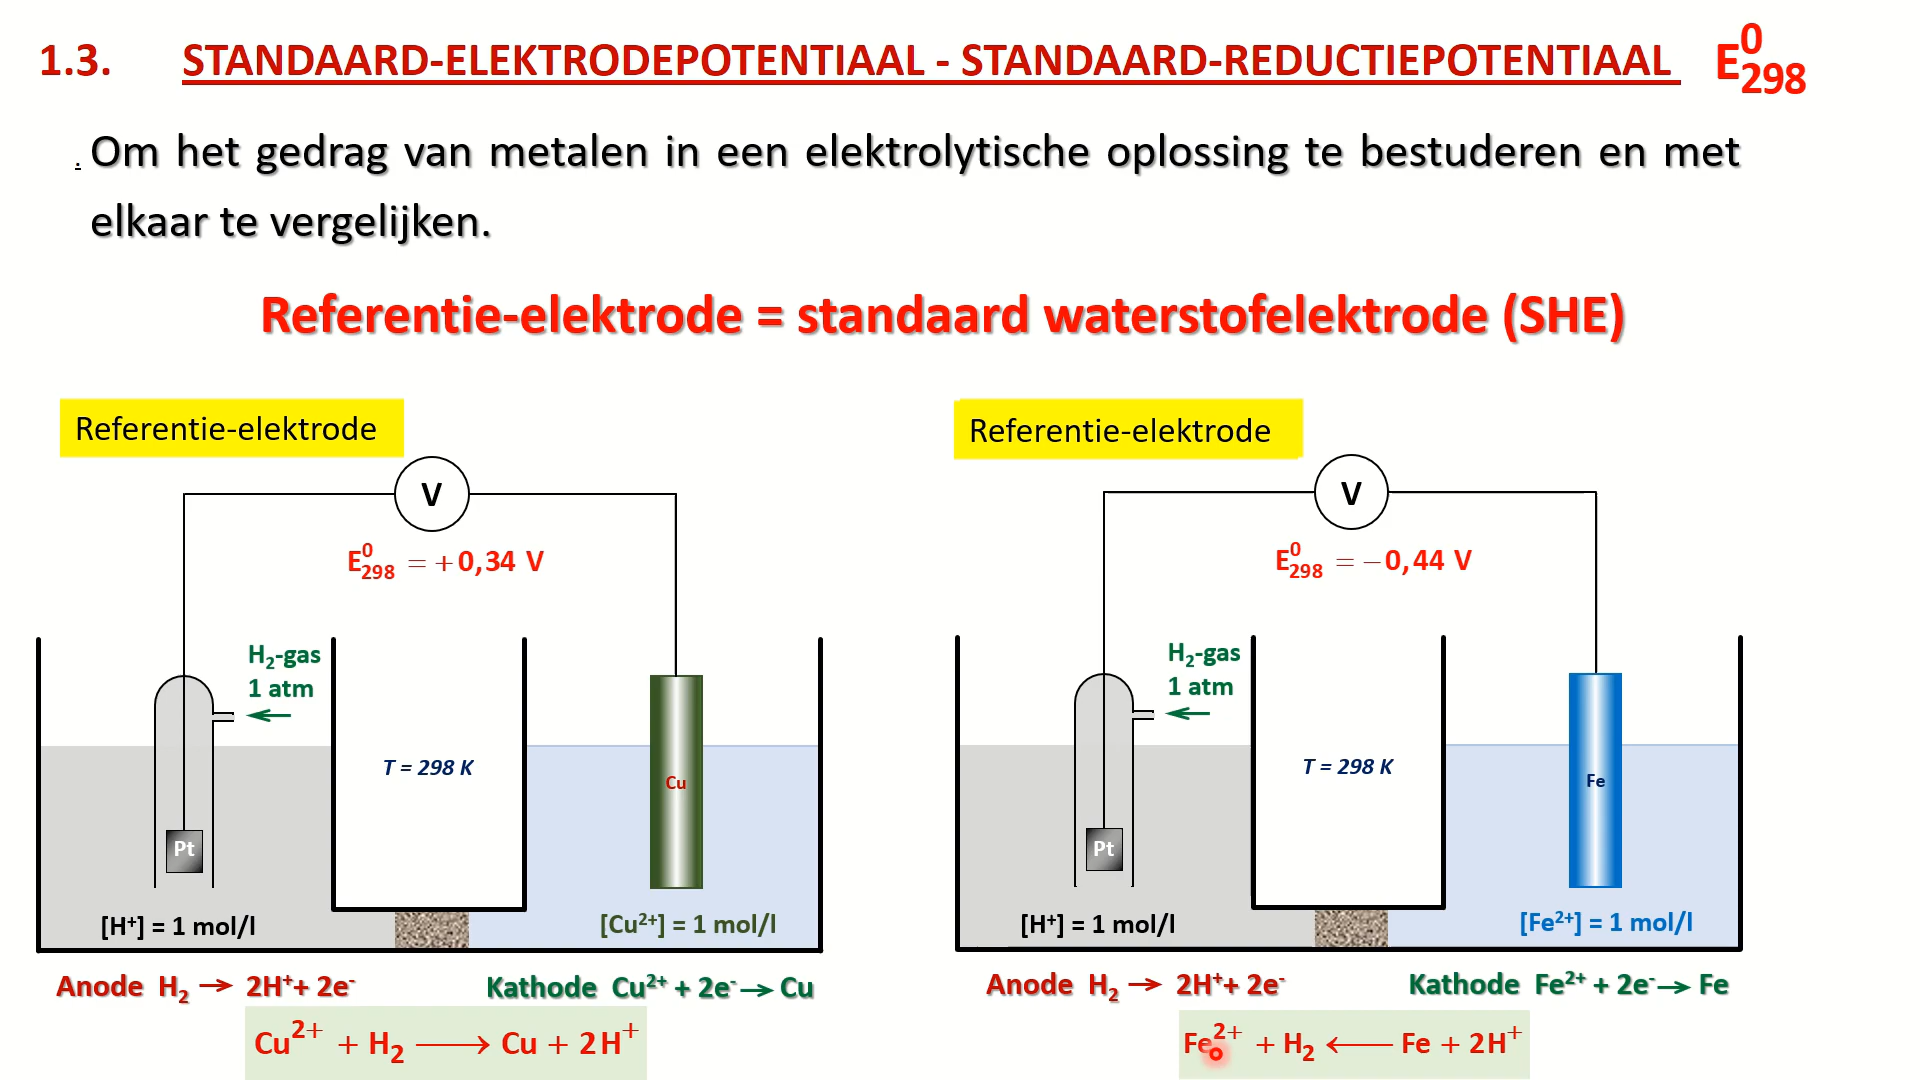 1.3. STANDAARD-ELEKTRODEPOTENTIAAL - STANDAARD-REDUCTIEPOTENTIAAL E⁰₂₉₈
. Om het gedrag van metalen in een elektrolytische oplossing te bestuderen en met
elkaar te vergelijken.
Referentie-elektrode = standaard waterstofelektrode (SHE)
Referentie-elektrode
V
E⁰₂₉₈ = + 0,34 V
H₂-gas
1 atm
T = 298 K
Cu
Pt
[H⁺] = 1 mol/l
[Cu²⁺] = 1 mol/l
Anode H₂ → 2H⁺+ 2e⁻
Kathode Cu²⁺ + 2e⁻→ Cu
Cu²⁺ + H₂ ⟶ Cu + 2H⁺
Referentie-elektrode
V
E⁰₂₉₈ = − 0,44 V
H₂-gas
1 atm
T = 298 K
Fe
Pt
[H⁺] = 1 mol/l
[Fe²⁺] = 1 mol/l
Anode H₂ → 2H⁺+ 2e⁻
Kathode Fe²⁺ + 2e⁻→ Fe
Fe²⁺ + H₂ ⟵ Fe + 2H⁺